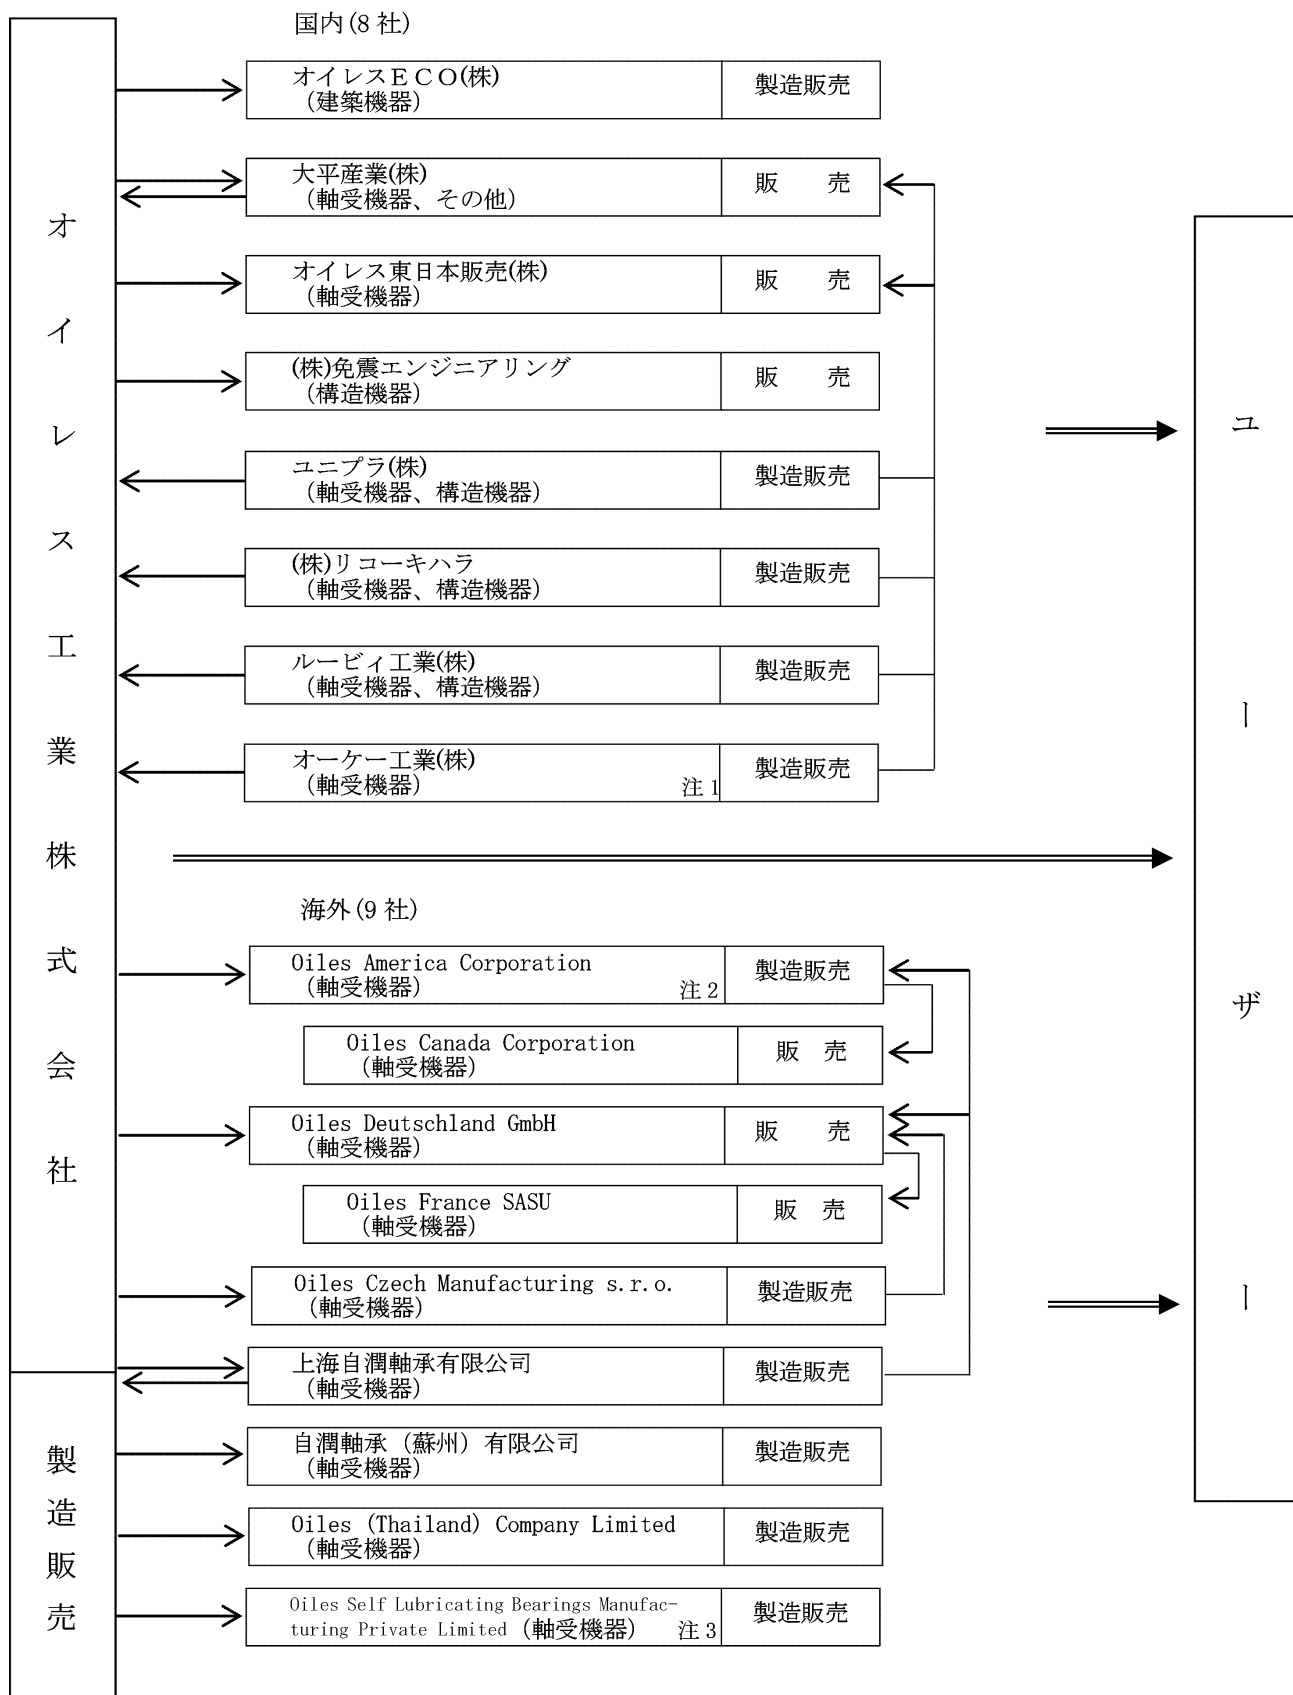 国内(8社)
オイレスＥＣＯ(株)
（建築機器）
製造販売
大平産業(株)
（軸受機器、その他）
販　　売
オイレス東日本販売(株)
（軸受機器）
販　　売
(株)免震エンジニアリング
（構造機器）
販　　売
ユニプラ(株)
（軸受機器、構造機器）
製造販売
(株)リコーキハラ
（軸受機器、構造機器）
製造販売
ルービィ工業(株)
（軸受機器、構造機器）
製造販売
オーケー工業(株)
（軸受機器）　注1
製造販売
海外(9社)
Oiles America Corporation
（軸受機器）　注2
製造販売
Oiles Canada Corporation
（軸受機器）
販　売
Oiles Deutschland GmbH
（軸受機器）
販　　売
Oiles France SASU
（軸受機器）
販　売
Oiles Czech Manufacturing s.r.o.
（軸受機器）
製造販売
上海自潤軸承有限公司
（軸受機器）
製造販売
自潤軸承（蘇州）有限公司
（軸受機器）
製造販売
Oiles (Thailand) Company Limited
（軸受機器）
製造販売
Oiles Self Lubricating Bearings Manufac-
turing Private Limited（軸受機器）　注3
製造販売
オイレス工業株式会社
製造販売
ユーザー